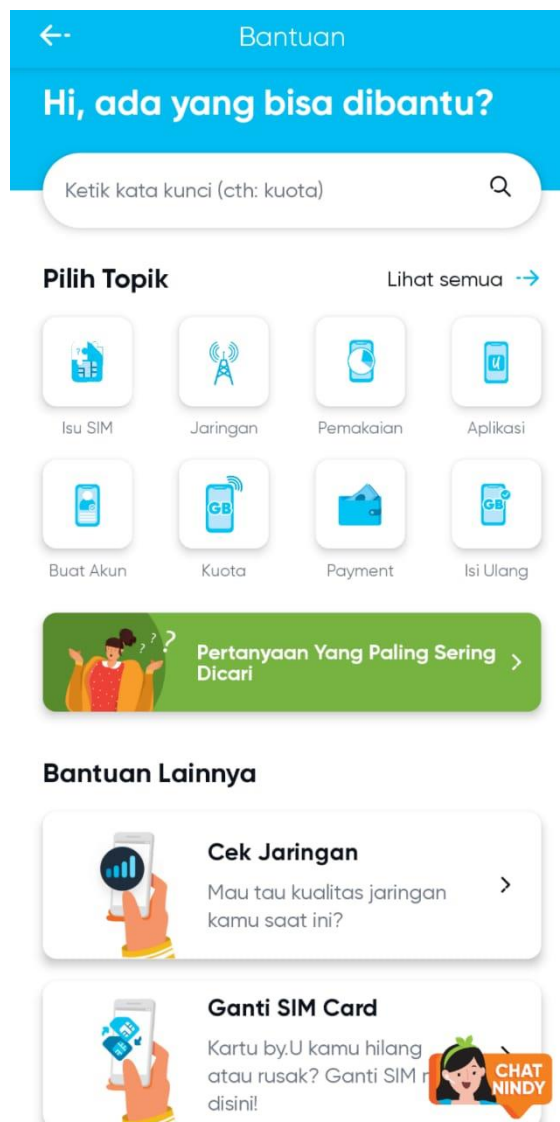 Bantuan
Hi, ada yang bisa dibantu?
Ketik kata kunci (cth: kuota)
Pilih Topik
Lihat semua
Isu SIM
Jaringan
Pemakaian
Aplikasi
U
Buat Akun
Kuota
Payment
Isi Ulang
GB
GB
? ? ?
Pertanyaan Yang Paling Sering
Dicari
Bantuan Lainnya
Cek Jaringan
Mau tau kualitas jaringan
kamu saat ini?
Ganti SIM Card
Kartu by.U kamu hilang
atau rusak? Ganti SIM
disini!
CHAT
NINDY